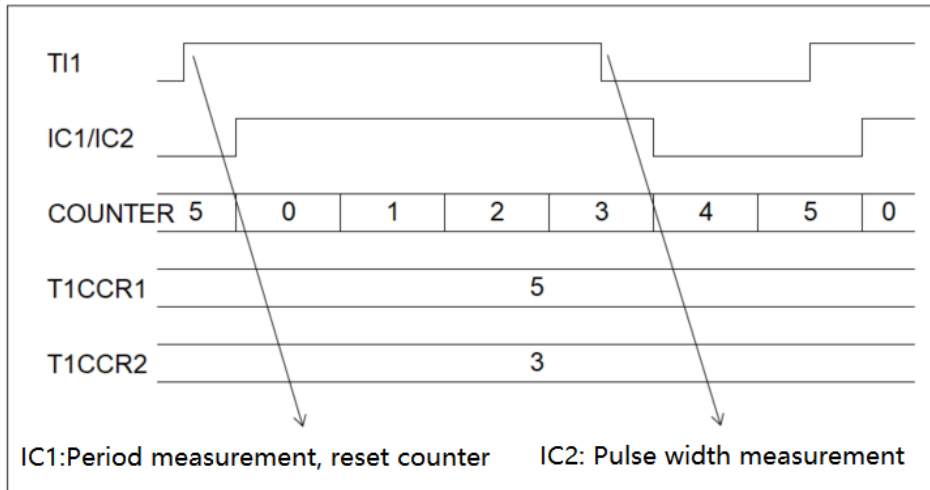 TI1
IC1/IC2
COUNTER 5 0 1 2 3 4 5 0
T1CCR1 5
T1CCR2 3
IC1:Period measurement, reset counter IC2: Pulse width measurement